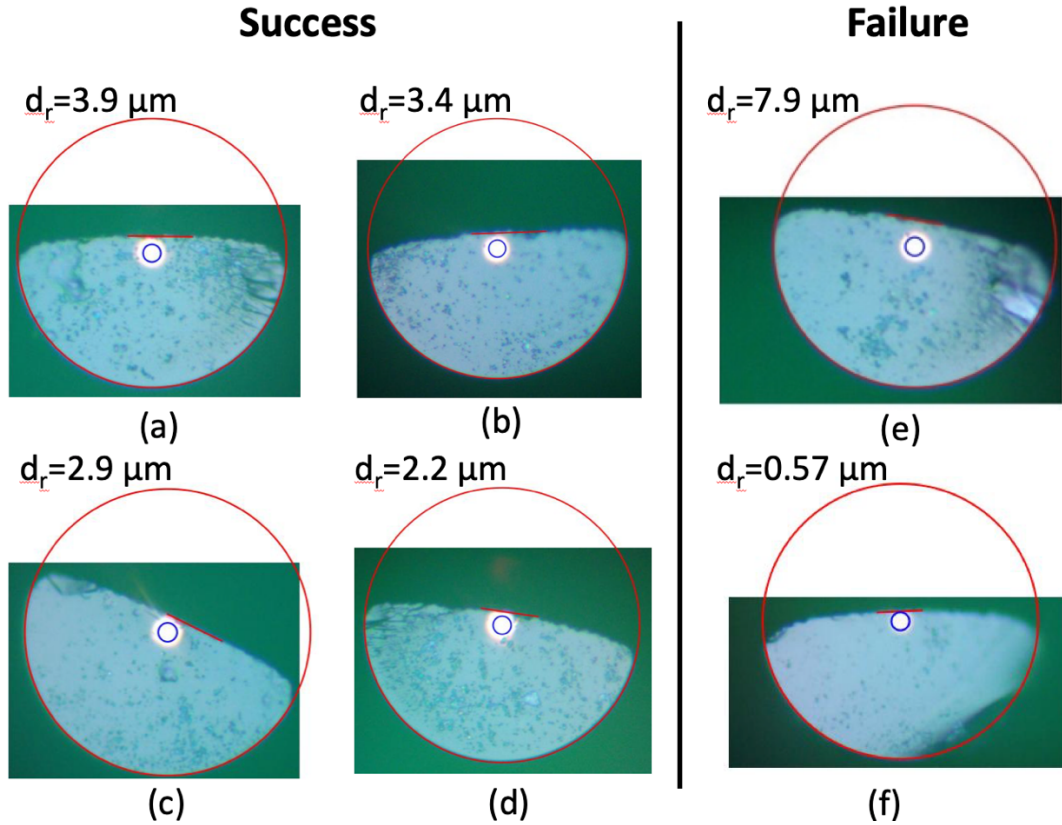 Success
Failure
dr=3.9 µm
dr=3.4 µm
dr=7.9 µm
(a)
(b)
(e)
dr=2.9 µm
dr=2.2 µm
dr=0.57 µm
(c)
(d)
(f)